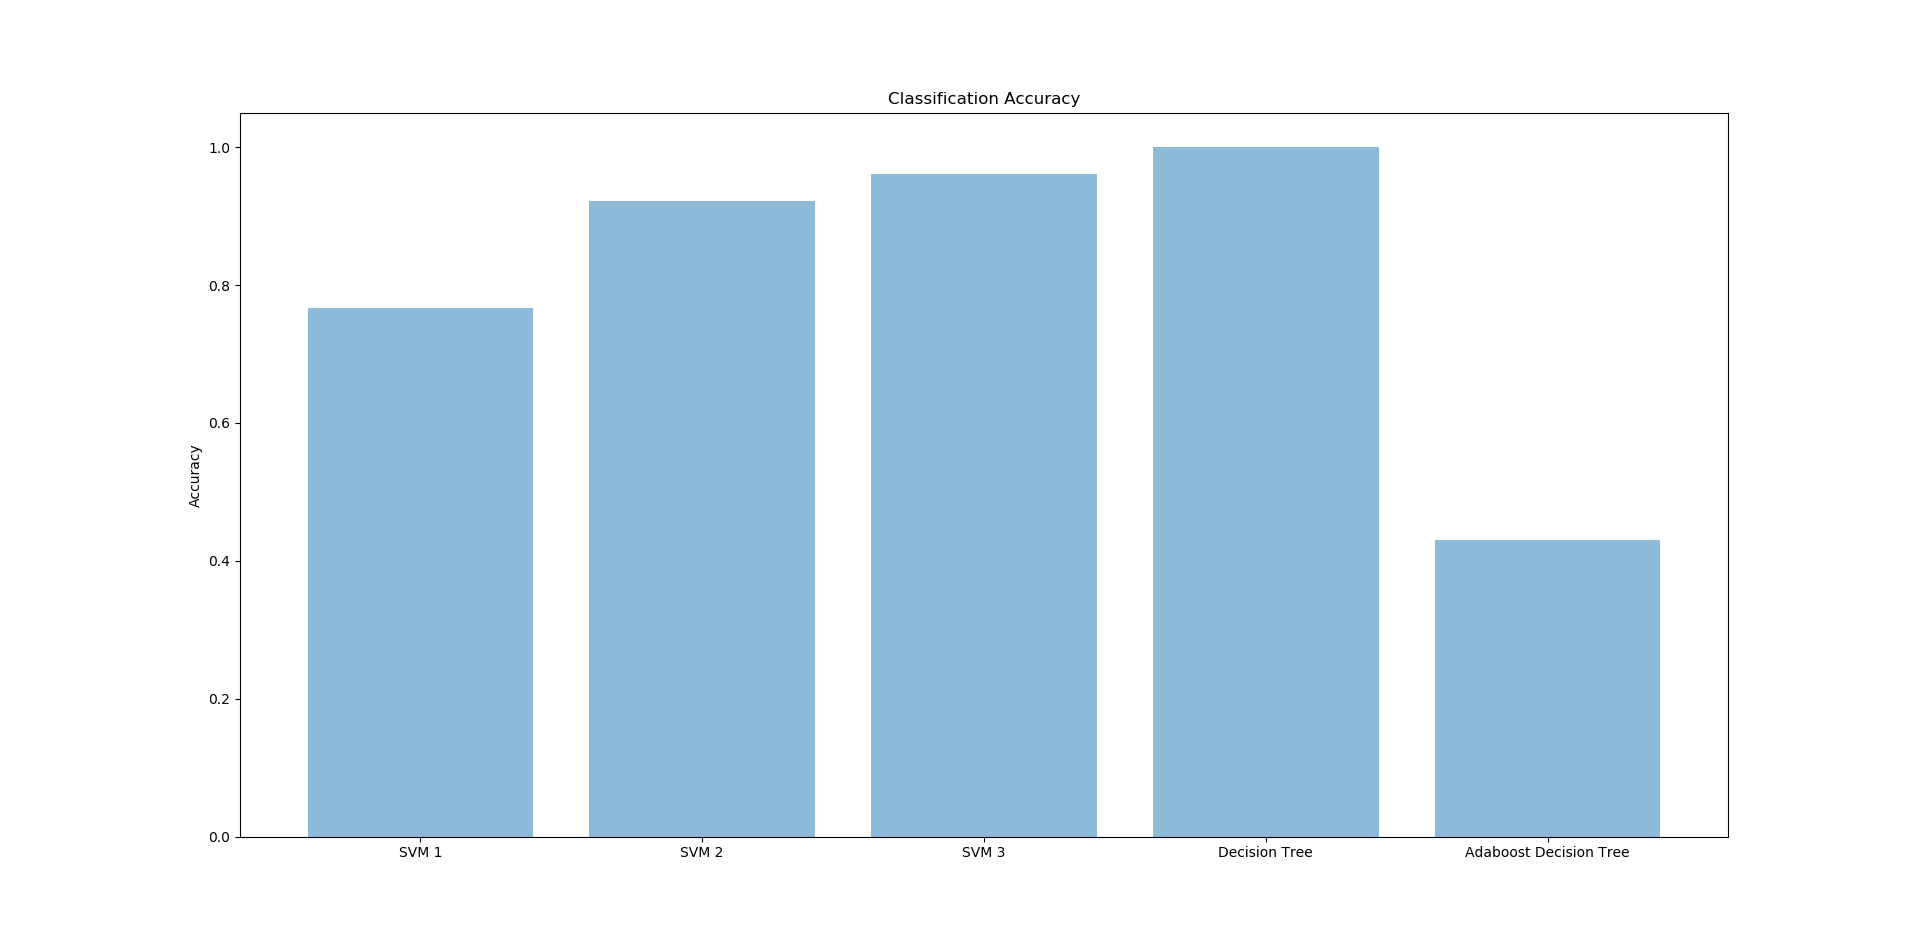 Classification Accuracy
1.0
0.8
0.6
0.4
0.2
0.0
Accuracy
SVM 1
SVM 2
SVM 3
Decision Tree
Adaboost Decision Tree